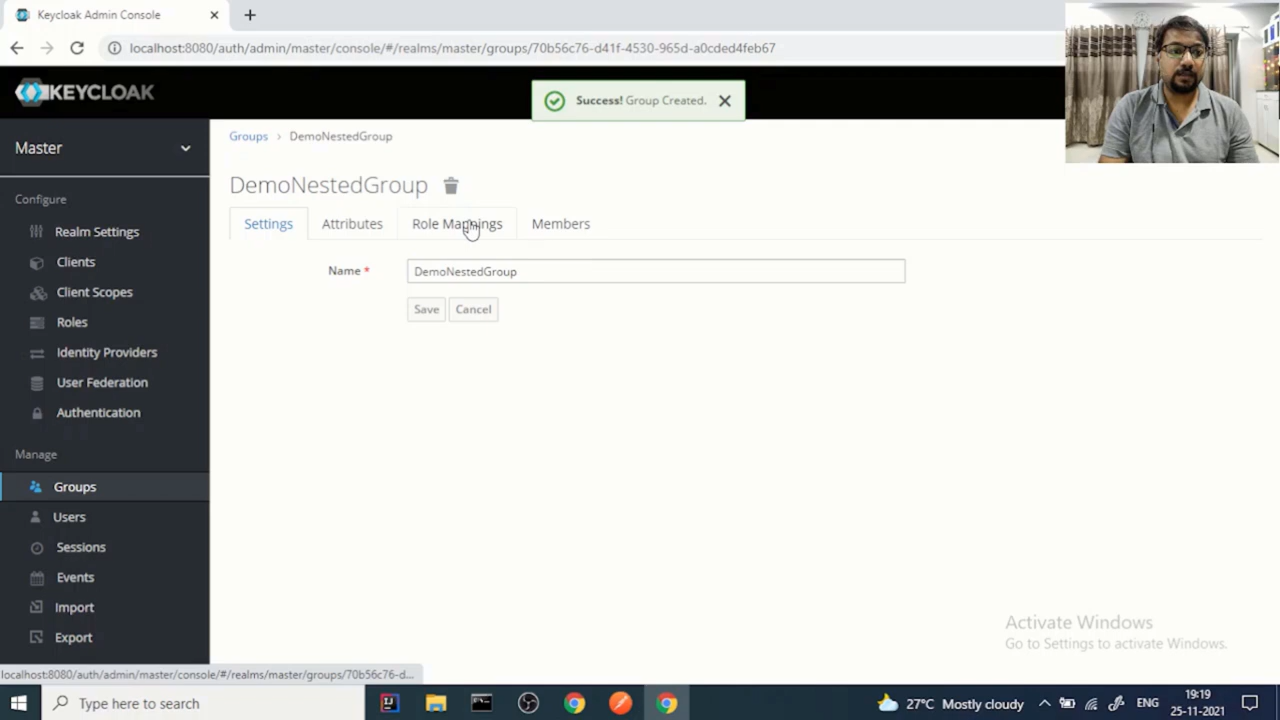 Keycloak Admin Console
localhost:8080/auth/admin/master/console/#/realms/master/groups/70b56c76-d41f-4530-965d-a0cded4feb67
KEYCLOAK
Success! Group Created.
Master
Groups > DemoNestedGroup
DemoNestedGroup
Settings Attributes Role Mappings Members
Name * DemoNestedGroup
Save Cancel
Configure
Realm Settings
Clients
Client Scopes
Roles
Identity Providers
User Federation
Authentication
Manage
Groups
Users
Sessions
Events
Import
Export
Activate Windows
Go to Settings to activate Windows.
localhost:8080/auth/admin/master/console/#/realms/master/groups/70b56c76-d...
Type here to search
27°C Mostly cloudy
ENG
19:19
25-11-2021